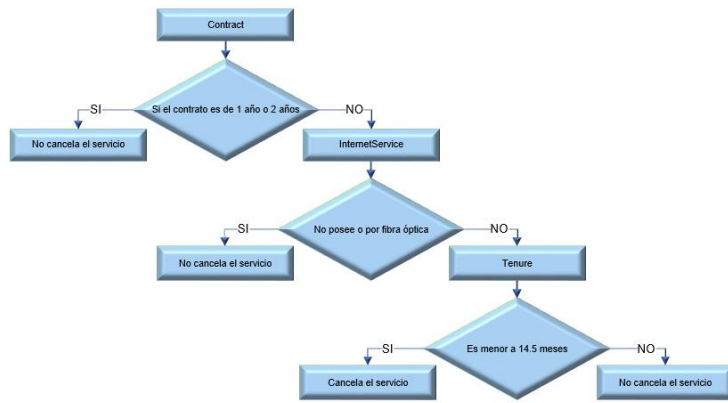 Contract
Si el contrato es de 1 año o 2 años
SI
NO
No cancela el servicio
InternetService
No posee o por fibra óptica
SI
NO
No cancela el servicio
Tenure
Es menor a 14.5 meses
SI
NO
Cancela el servicio
No cancela el servicio